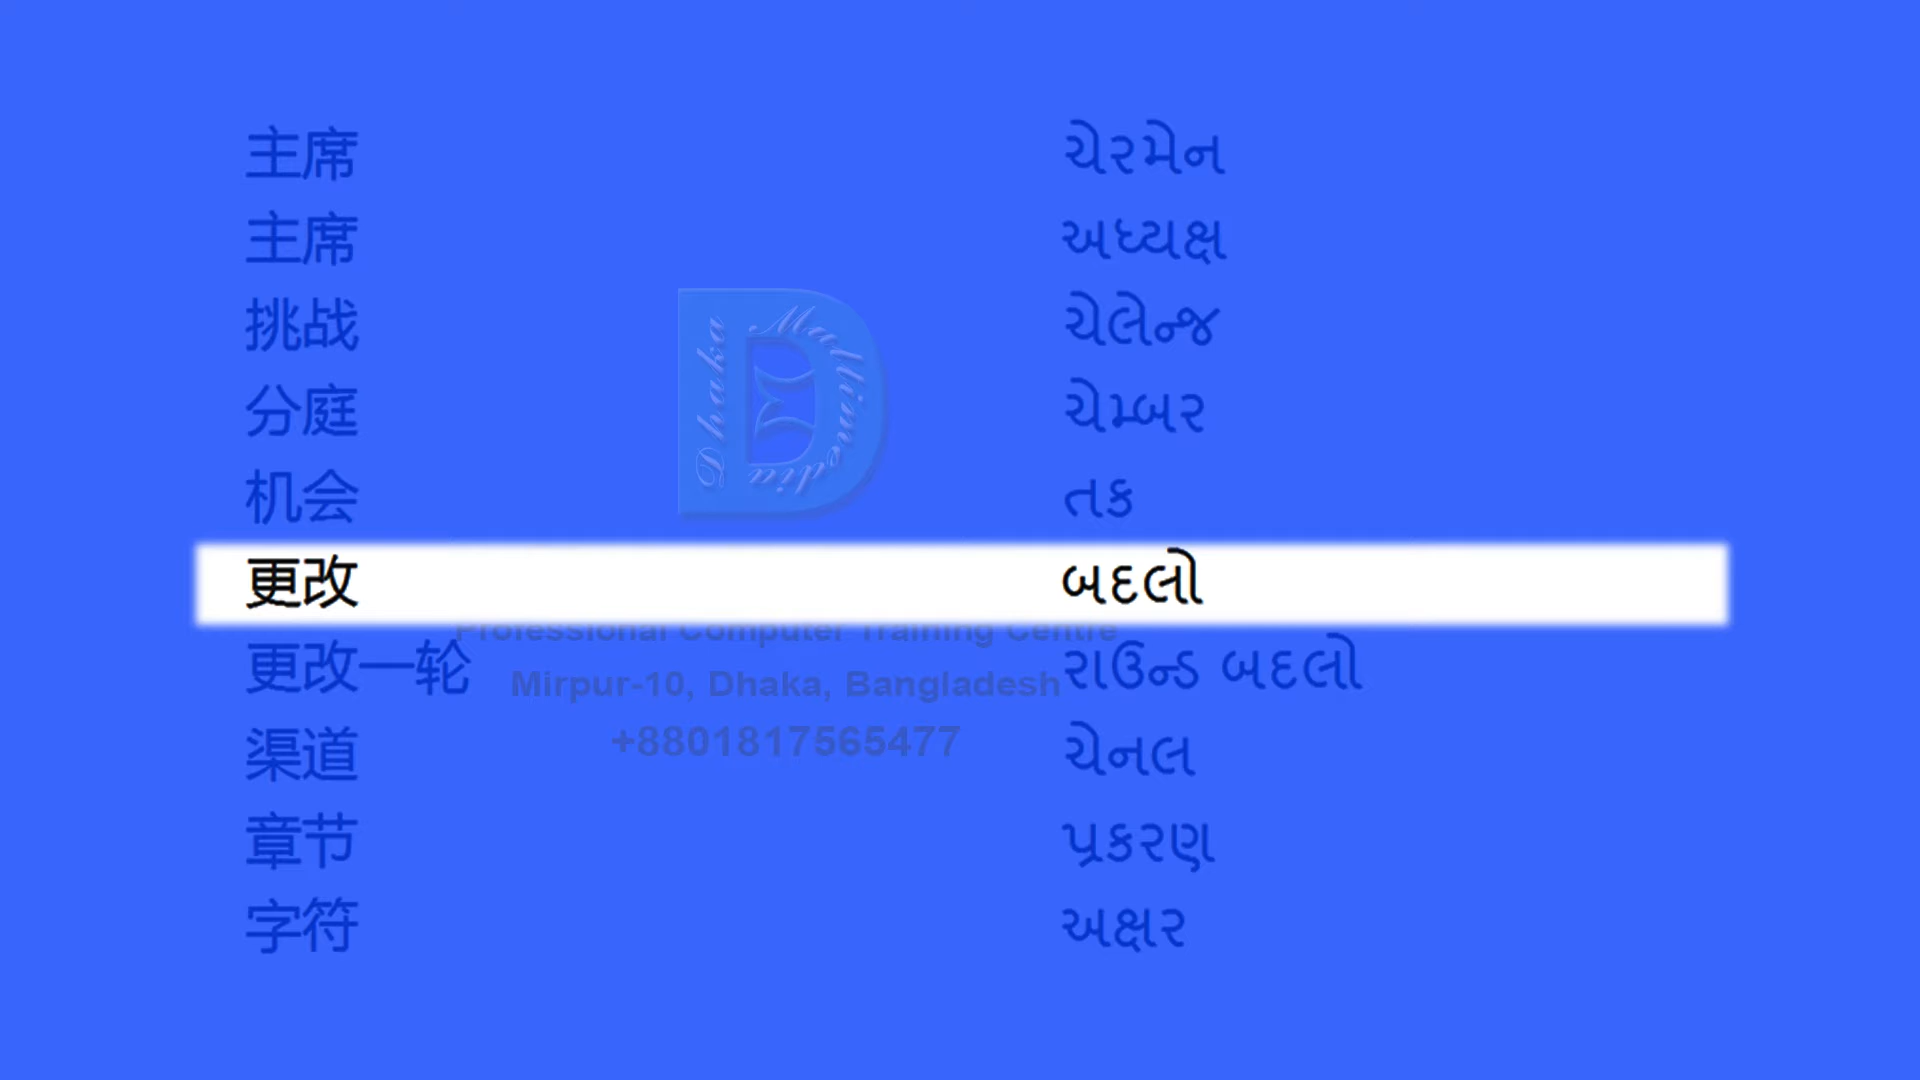 主席 ચેરમેન
主席 અધ્યક્ષ
挑战 ચેલેન્જ
分庭 ચેમ્બર
Dhaka Multimedia
机会 તક
更改 બદલો
Professional Computer Training Centre
更改一轮 રાઉન્ડ બદલો
Mirpur-10, Dhaka, Bangladesh
+8801817565477
渠道 ચેનલ
章节 પ્રકરણ
字符 અક્ષર